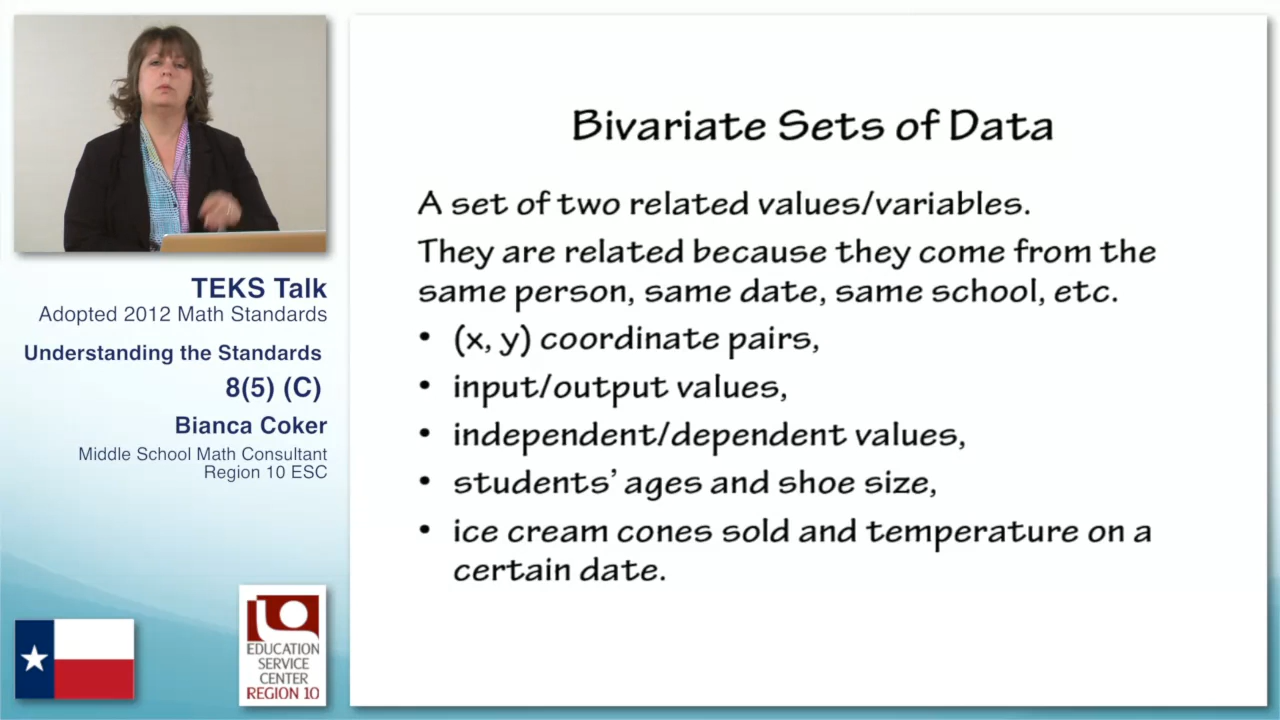 TEKS Talk
Adopted 2012 Math Standards
Understanding the Standards
8(5) (C)
Bianca Coker
Middle School Math Consultant
Region 10 ESC
EDUCATION
SERVICE
CENTER
REGION 10
Bivariate Sets of Data
A set of two related values/variables.
They are related because they come from the
same person, same date, same school, etc.
• (x, y) coordinate pairs,
• input/output values,
• independent/dependent values,
• students’ ages and shoe size,
• ice cream cones sold and temperature on a
certain date.